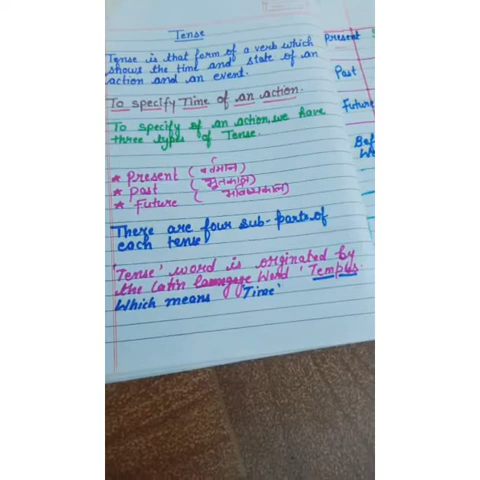 Tense
Tense is that form of a verb which
shows the time and state of an
action and an event.
To specify Time of an action.
To specify of an action, we have
three types of Tense.
* Present (वर्तमान)
* Past (भूतकाल)
* Future (भविष्यकाल)
There are four sub-parts of
each tense
'Tense' word is originated by
the Latin language Word 'Tempus
Which means 'Time'
Present
Past
Future